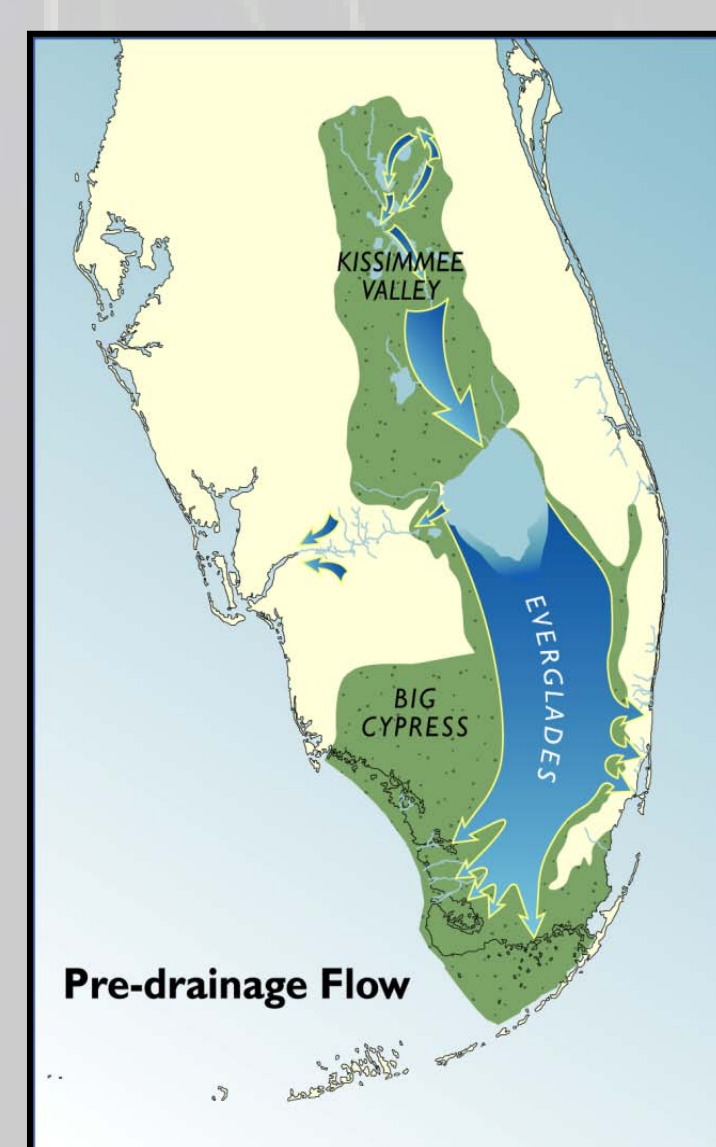 KISSIMMEE
VALLEY
EVERGLADES
BIG
CYPRESS
Pre-drainage Flow